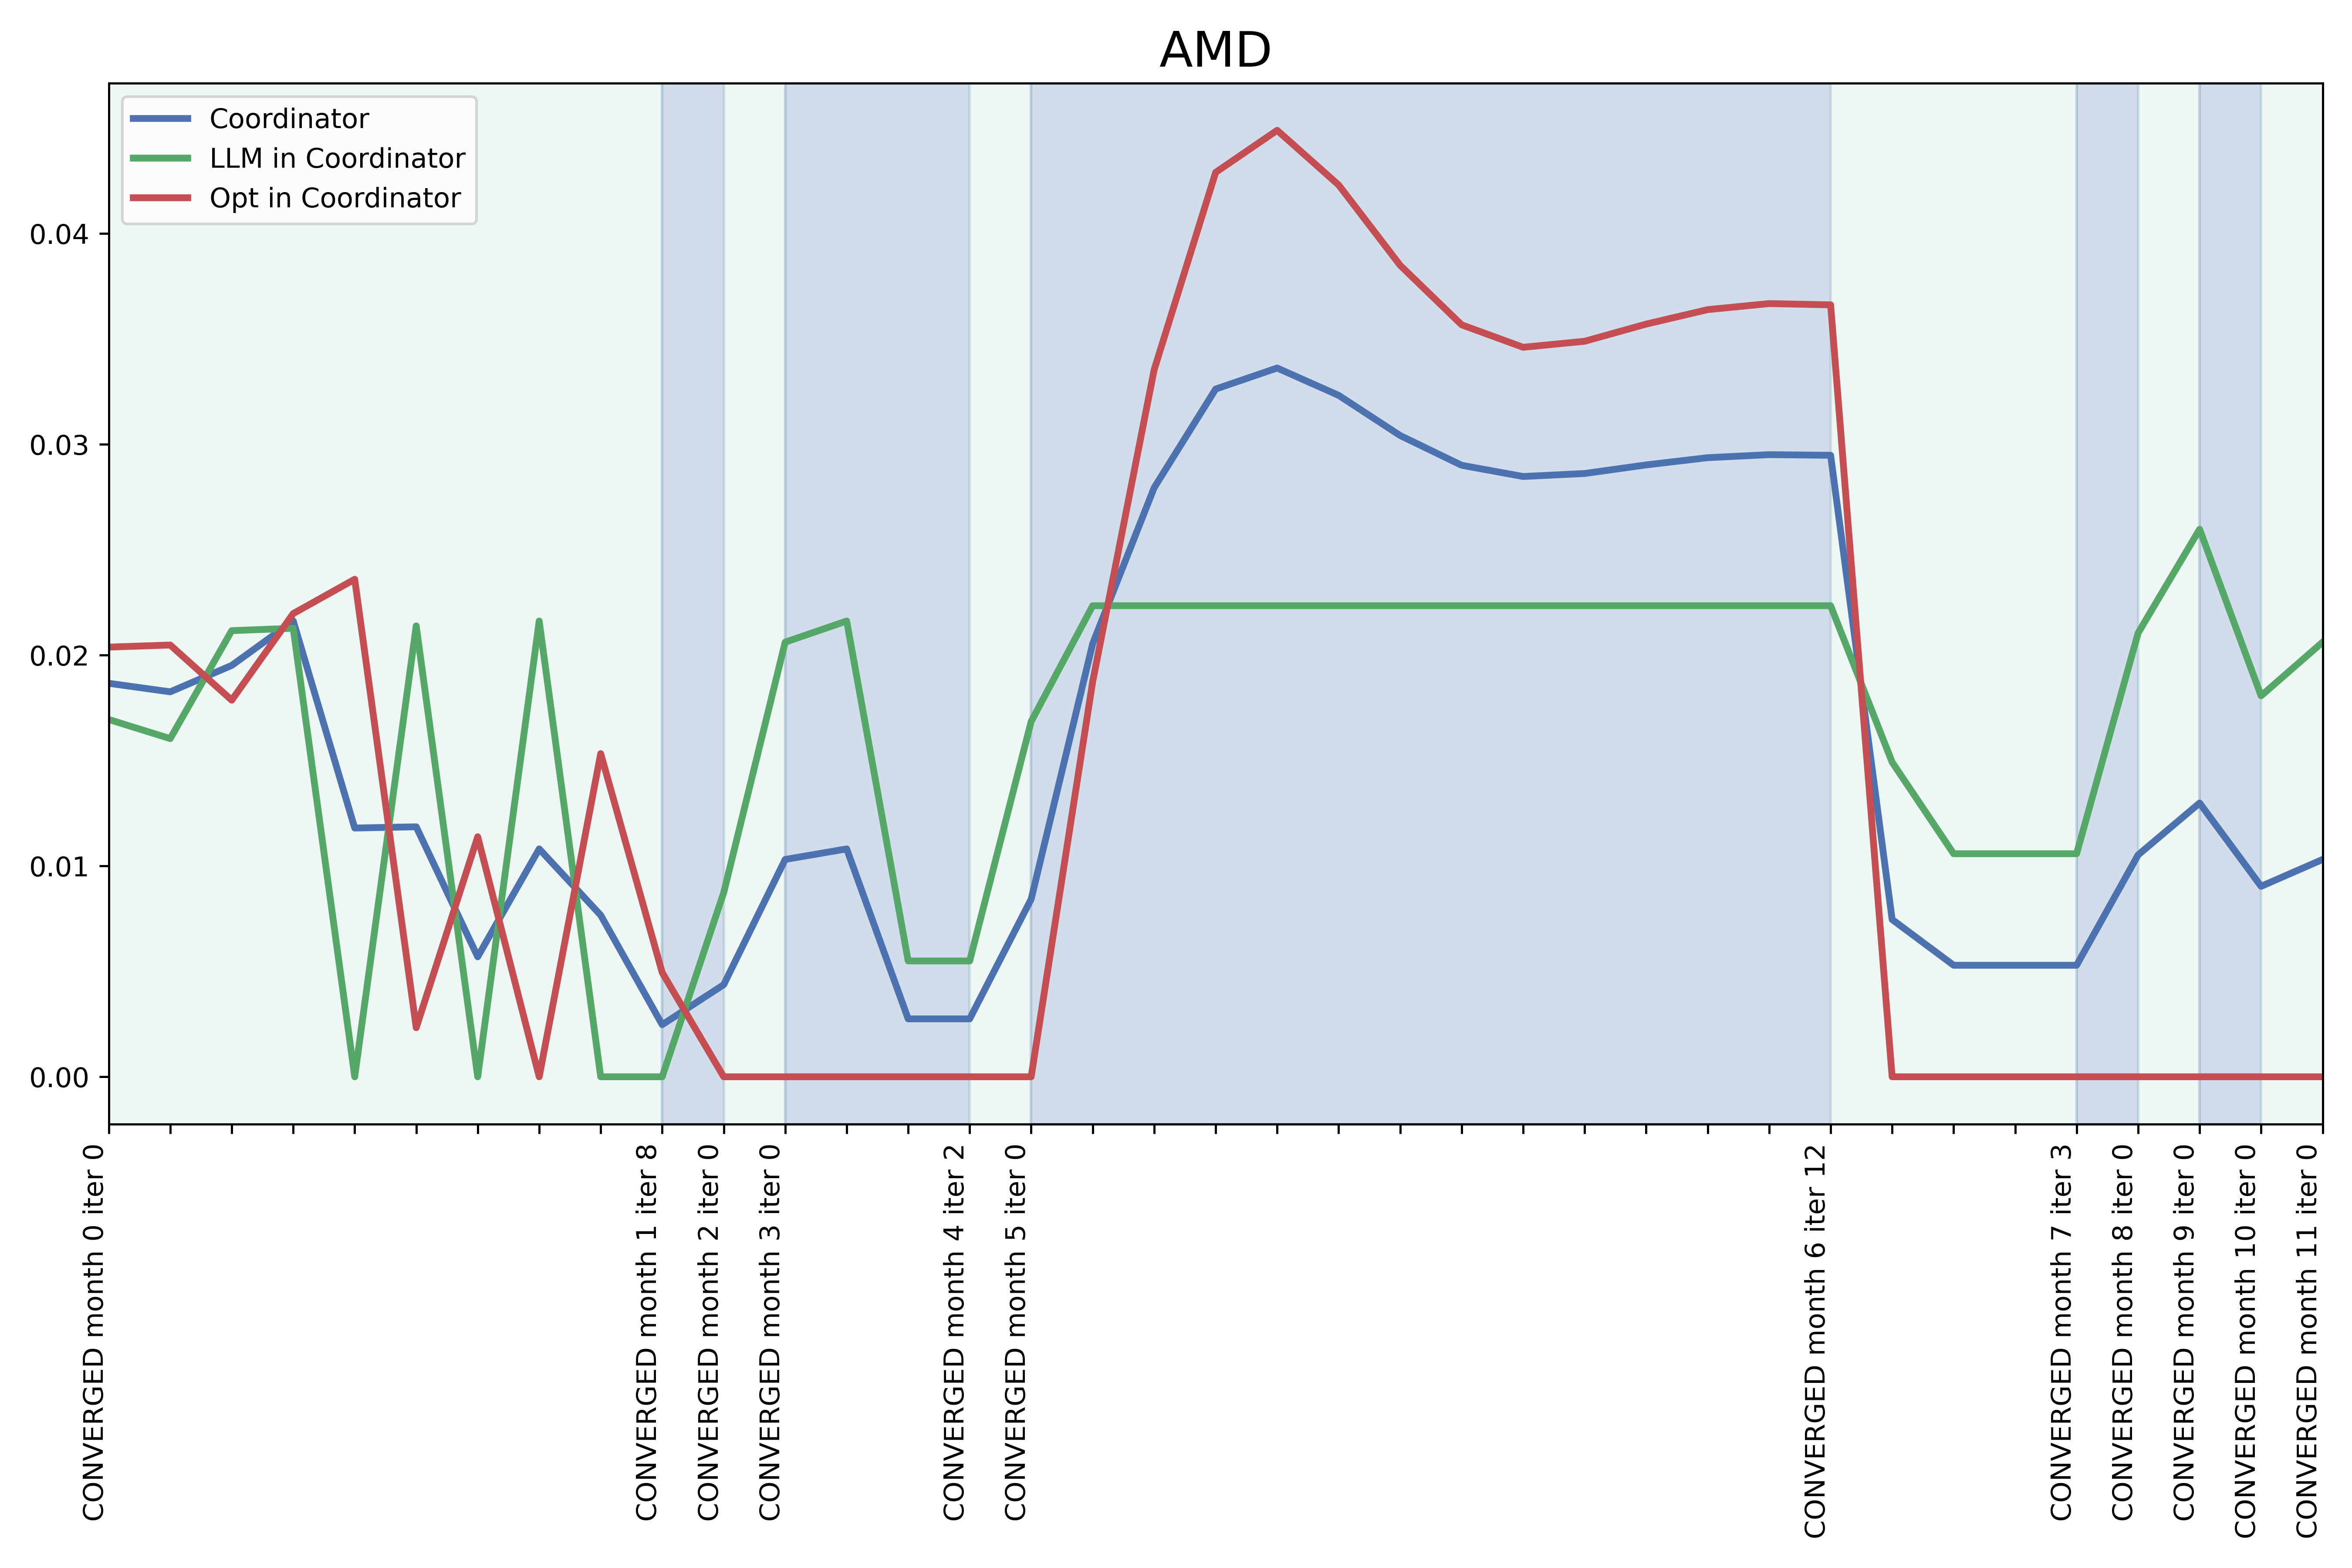 AMD
Coordinator
LLM in Coordinator
Opt in Coordinator
0.04
0.03
0.02
0.01
0.00
CONVERGED month 0 iter 0
CONVERGED month 1 iter 8
CONVERGED month 2 iter 0
CONVERGED month 3 iter 0
CONVERGED month 4 iter 2
CONVERGED month 5 iter 0
CONVERGED month 6 iter 12
CONVERGED month 7 iter 3
CONVERGED month 8 iter 0
CONVERGED month 9 iter 0
CONVERGED month 10 iter 0
CONVERGED month 11 iter 0